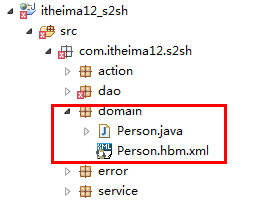 itheima12_s2sh
src
com.itheima12.s2sh
action
dao
domain
Person.java
Person.hbm.xml
error
service